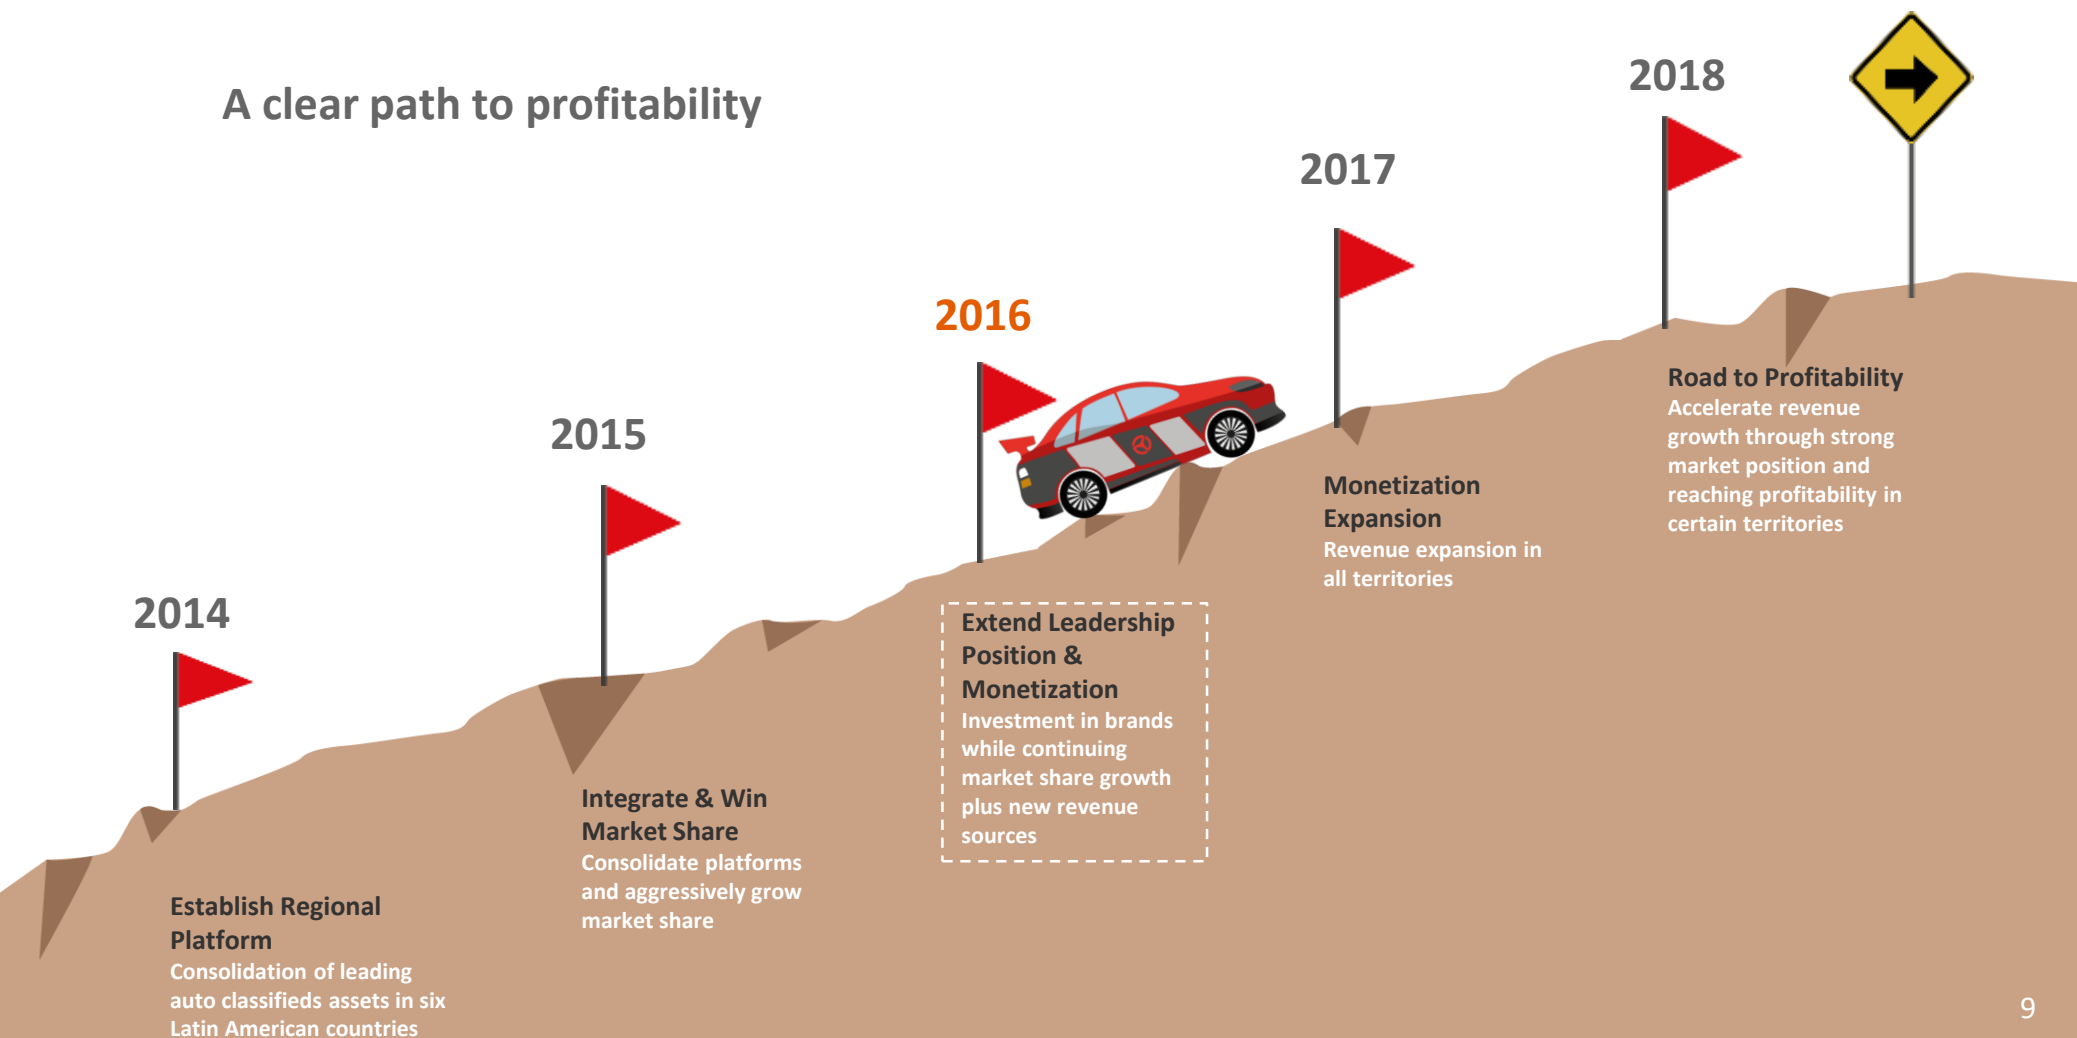 A clear path to profitability
2014
Establish Regional
Platform
Consolidation of leading
auto classifieds assets in six
Latin American countries
2015
Integrate & Win
Market Share
Consolidate platforms
and aggressively grow
market share
2016
Extend Leadership
Position &
Monetization
Investment in brands
while continuing
market share growth
plus new revenue
sources
2017
Monetization
Expansion
Revenue expansion in
all territories
2018
Road to Profitability
Accelerate revenue
growth through strong
market position and
reaching profitability in
certain territories
9